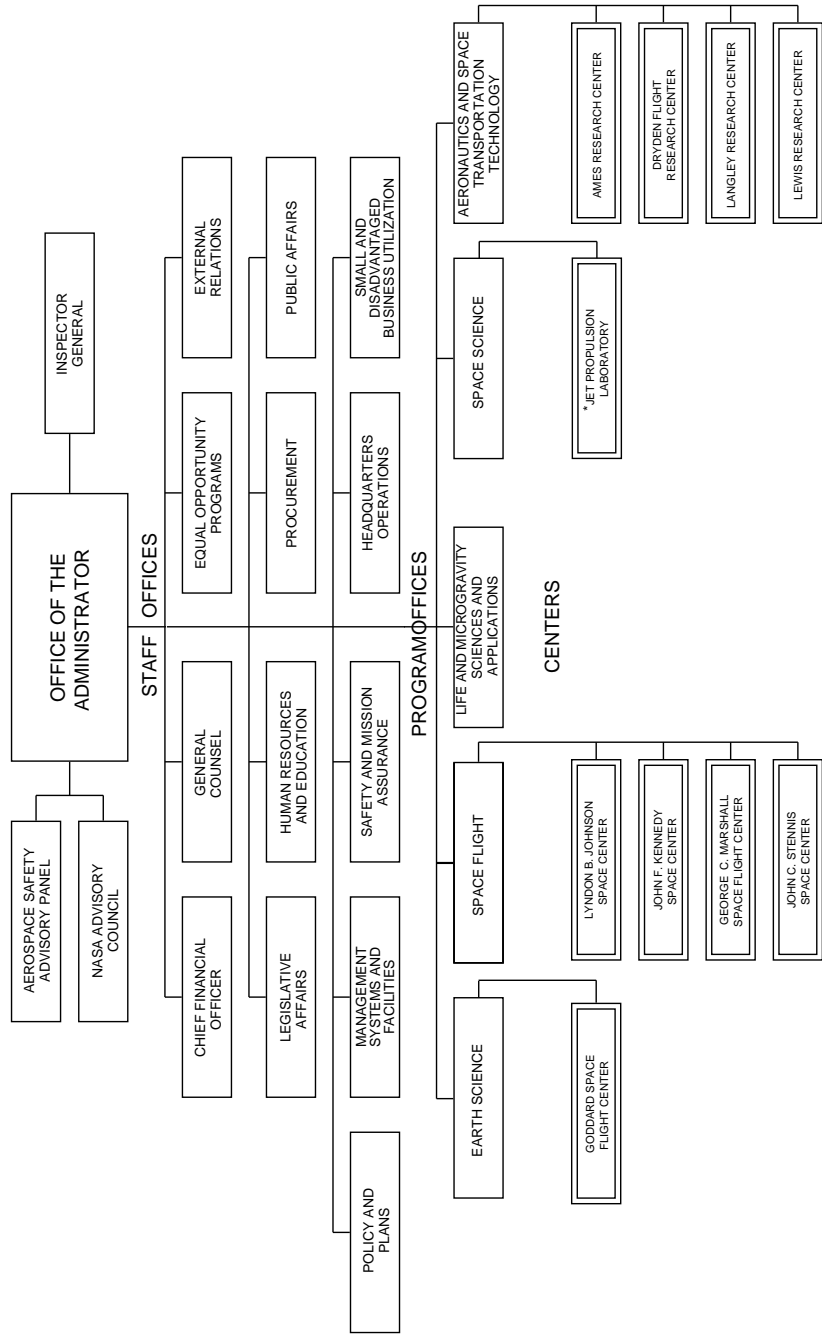 OFFICE OF THE
ADMINISTRATOR
AEROSPACE SAFETY
ADVISORY PANEL
NASA ADVISORY
COUNCIL
INSPECTOR
GENERAL
STAFF OFFICES
CHIEF FINANCIAL
OFFICER
GENERAL
COUNSEL
EQUAL OPPORTUNITY
PROGRAMS
EXTERNAL
RELATIONS
LEGISLATIVE
AFFAIRS
HUMAN RESOURCES
AND EDUCATION
PROCUREMENT
PUBLIC AFFAIRS
POLICY AND
PLANS
MANAGEMENT
SYSTEMS AND
FACILITIES
SAFETY AND MISSION
ASSURANCE
HEADQUARTERS
OPERATIONS
SMALL AND
DISADVANTAGED
BUSINESS UTILIZATION
PROGRAMOFFICES
EARTH SCIENCE
SPACE FLIGHT
LIFE AND MICROGRAVITY
SCIENCES AND
APPLICATIONS
SPACE SCIENCE
AERONAUTICS AND SPACE
TRANSPORTATION
TECHNOLOGY
CENTERS
GODDARD SPACE
FLIGHT CENTER
LYNDON B. JOHNSON
SPACE CENTER
JOHN F. KENNEDY
SPACE CENTER
GEORGE C. MARSHALL
SPACE FLIGHT CENTER
JOHN C. STENNIS
SPACE CENTER
*JET PROPULSION
LABORATORY
AMES RESEARCH CENTER
DRYDEN FLIGHT
RESEARCH CENTER
LANGLEY RESEARCH CENTER
LEWIS RESEARCH CENTER